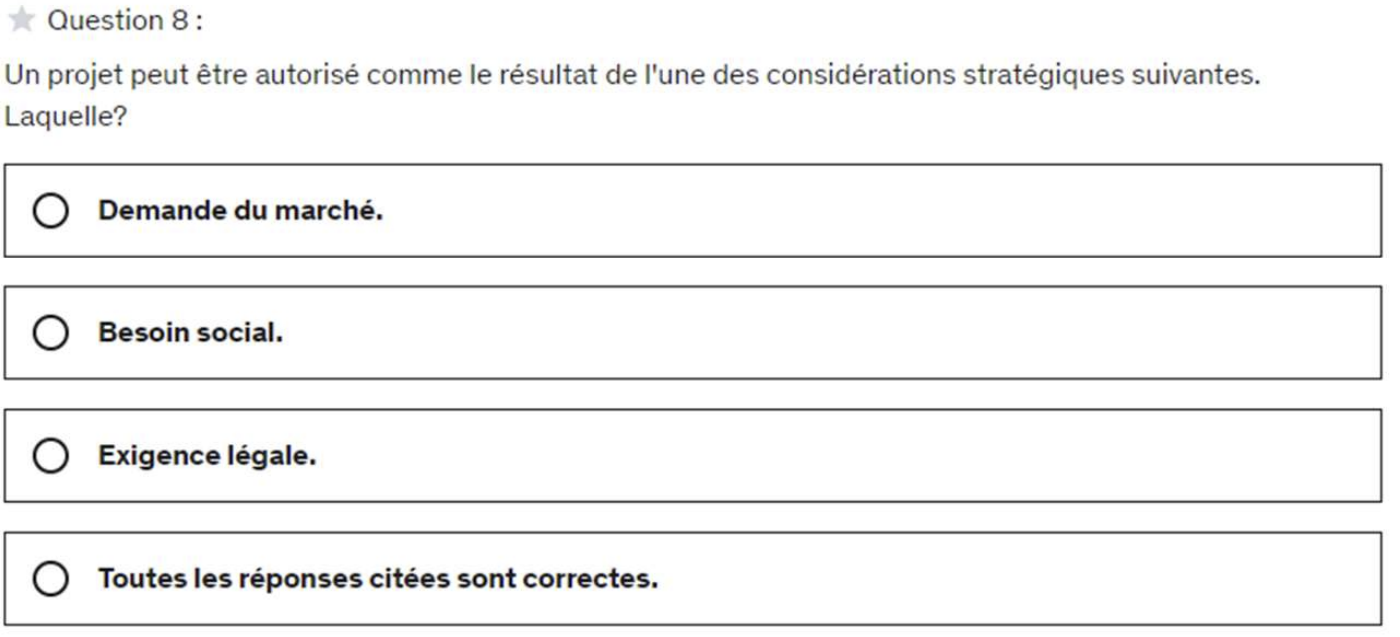 Question 8 :
Un projet peut être autorisé comme le résultat de l'une des considérations stratégiques suivantes.
Laquelle?
Demande du marché.
Besoin social.
Exigence légale.
Toutes les réponses citées sont correctes.